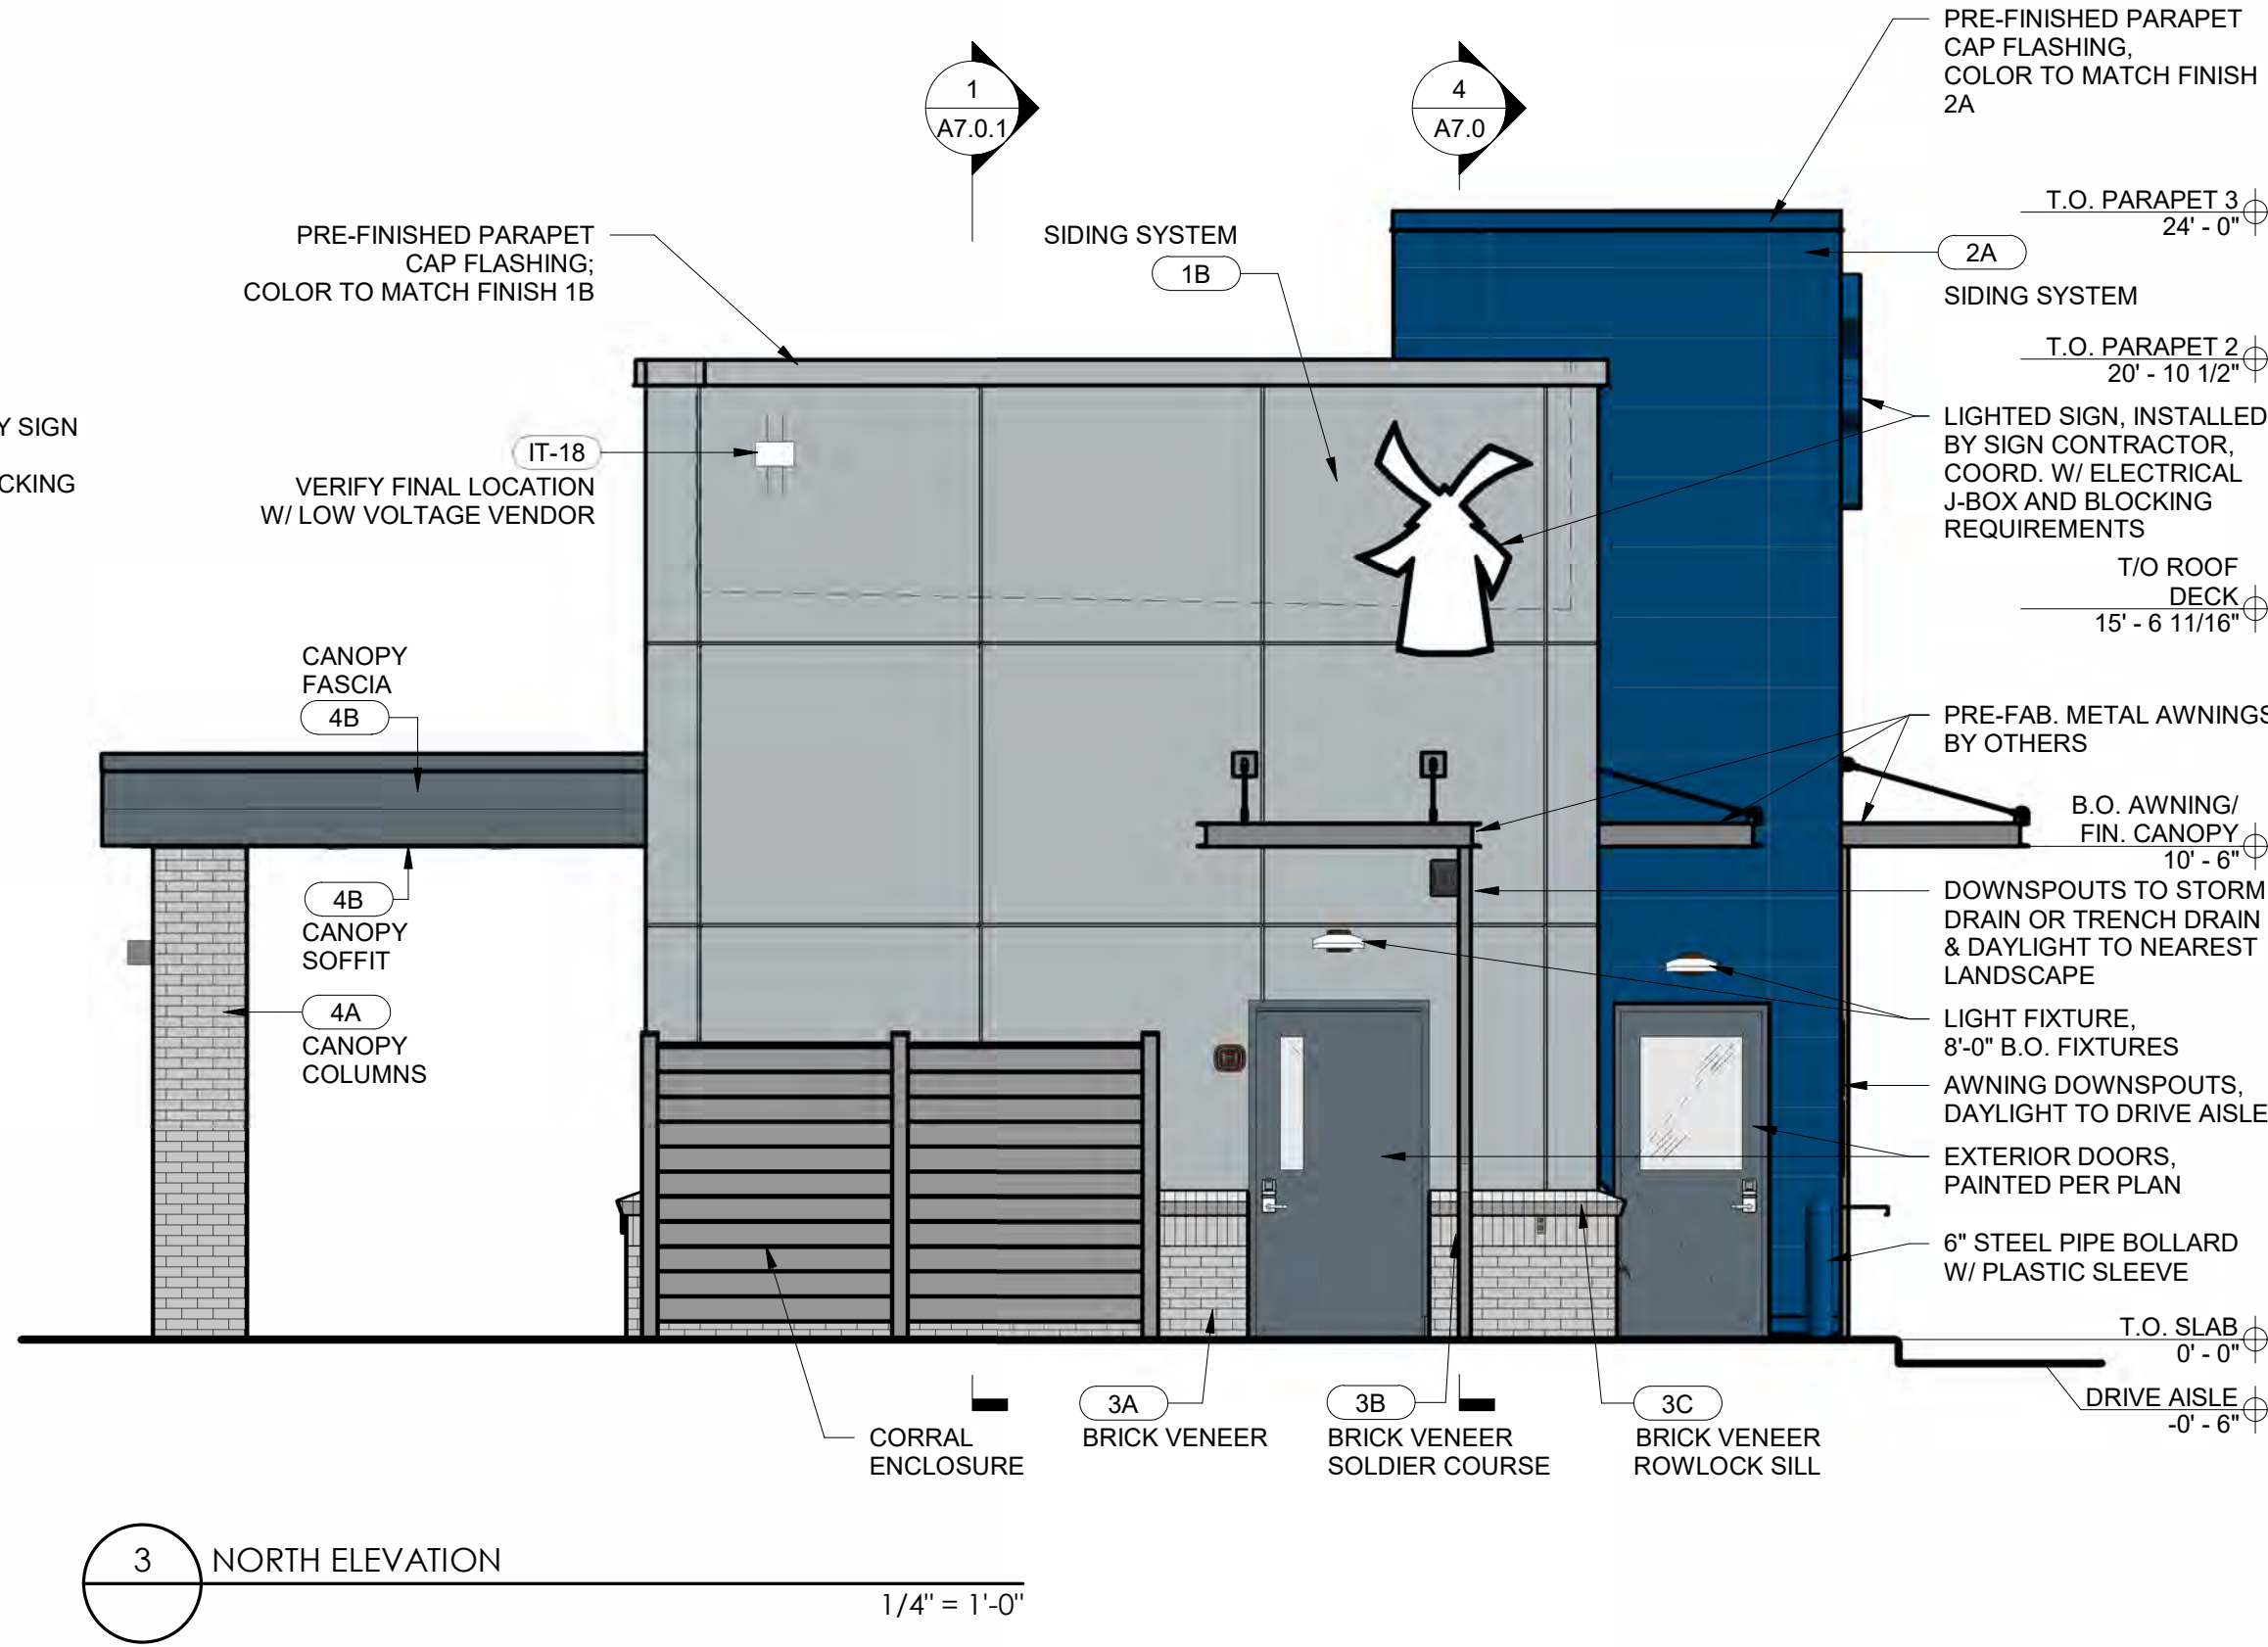 PRE-FINISHED PARAPET
CAP FLASHING,
COLOR TO MATCH FINISH
2A
1
A7.0.1
4
A7.0
T.O. PARAPET 3
24' - 0"
PRE-FINISHED PARAPET
CAP FLASHING;
COLOR TO MATCH FINISH 1B
SIDING SYSTEM
1B
2A
SIDING SYSTEM
T.O. PARAPET 2
20' - 10 1/2"
Y SIGN
CKING
IT-18
VERIFY FINAL LOCATION
W/ LOW VOLTAGE VENDOR
LIGHTED SIGN, INSTALLED
BY SIGN CONTRACTOR,
COORD. W/ ELECTRICAL
J-BOX AND BLOCKING
REQUIREMENTS
T/O ROOF
DECK
15' - 6 11/16"
CANOPY
FASCIA
4B
PRE-FAB. METAL AWNINGS
BY OTHERS
B.O. AWNING/
FIN. CANOPY
10' - 6"
4B
CANOPY
SOFFIT
DOWNSPOUTS TO STORM
DRAIN OR TRENCH DRAIN
& DAYLIGHT TO NEAREST
LANDSCAPE
4A
CANOPY
COLUMNS
LIGHT FIXTURE,
8'-0" B.O. FIXTURES
AWNING DOWNSPOUTS,
DAYLIGHT TO DRIVE AISLE
EXTERIOR DOORS,
PAINTED PER PLAN
6" STEEL PIPE BOLLARD
W/ PLASTIC SLEEVE
T.O. SLAB
0' - 0"
DRIVE AISLE
-0' - 6"
CORRAL
ENCLOSURE
3A
BRICK VENEER
3B
BRICK VENEER
SOLDIER COURSE
3C
BRICK VENEER
ROWLOCK SILL
3
NORTH ELEVATION
1/4" = 1'-0"